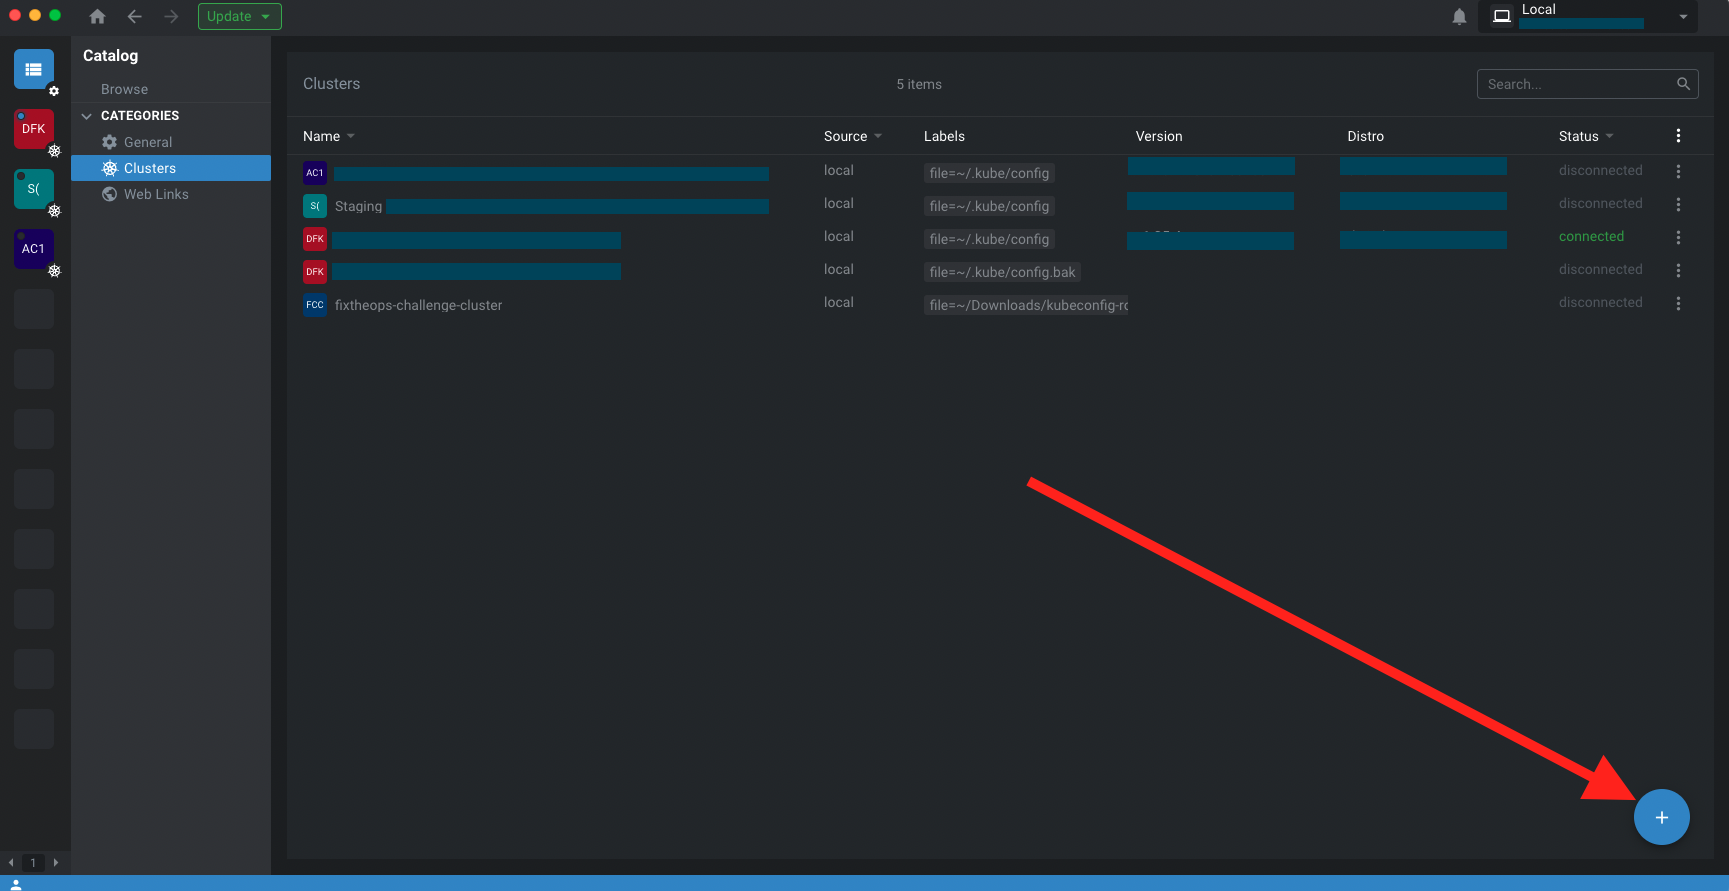 Update
Local
Catalog
Browse
CATEGORIES
General
Clusters
Web Links
DFK
S(
AC1
1
Clusters
5 items
Search...
Name Source Labels Version Distro Status
AC1 local file=~/.kube/config disconnected
S( Staging local file=~/.kube/config disconnected
DFK local file=~/.kube/config connected
DFK local file=~/.kube/config.bak disconnected
FCC fixtheops-challenge-cluster local file=~/Downloads/kubeconfig-ro disconnected
+